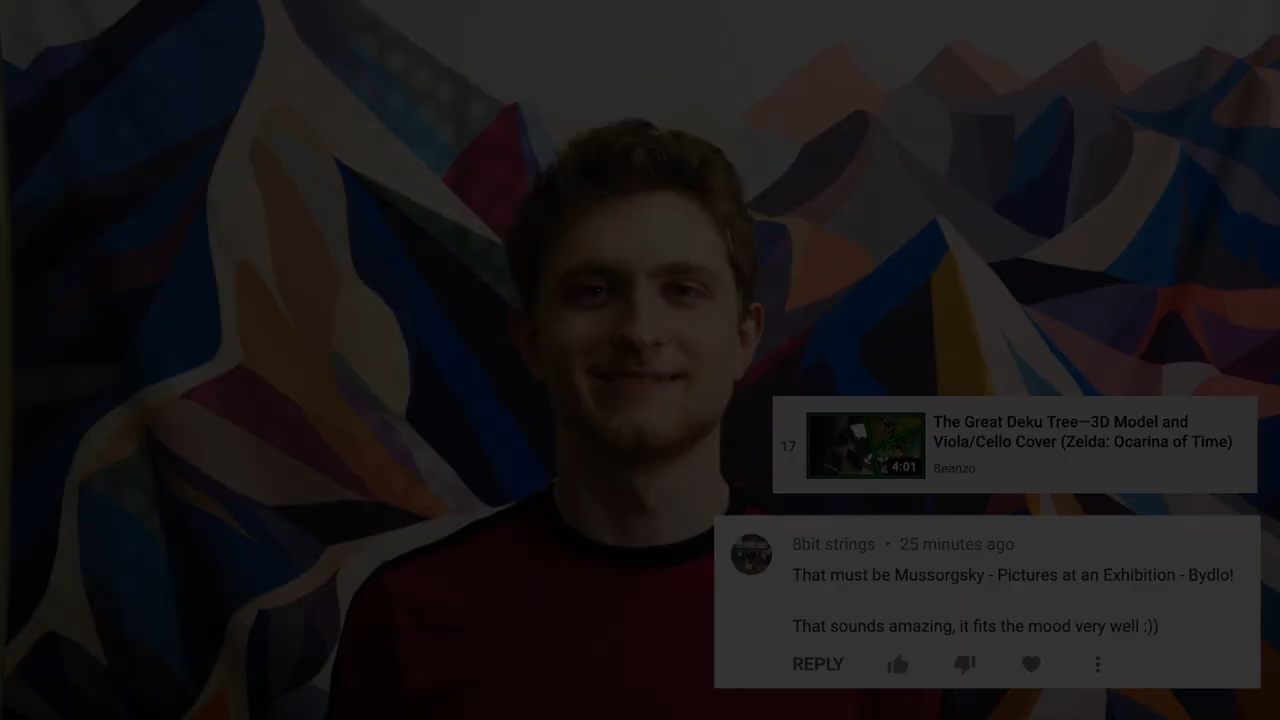 17
The Great Deku Tree—3D Model and
Viola/Cello Cover (Zelda: Ocarina of Time)
4:01
Beanzo
8bit strings • 25 minutes ago
That must be Mussorgsky - Pictures at an Exhibition - Bydlo!
That sounds amazing, it fits the mood very well :))
REPLY